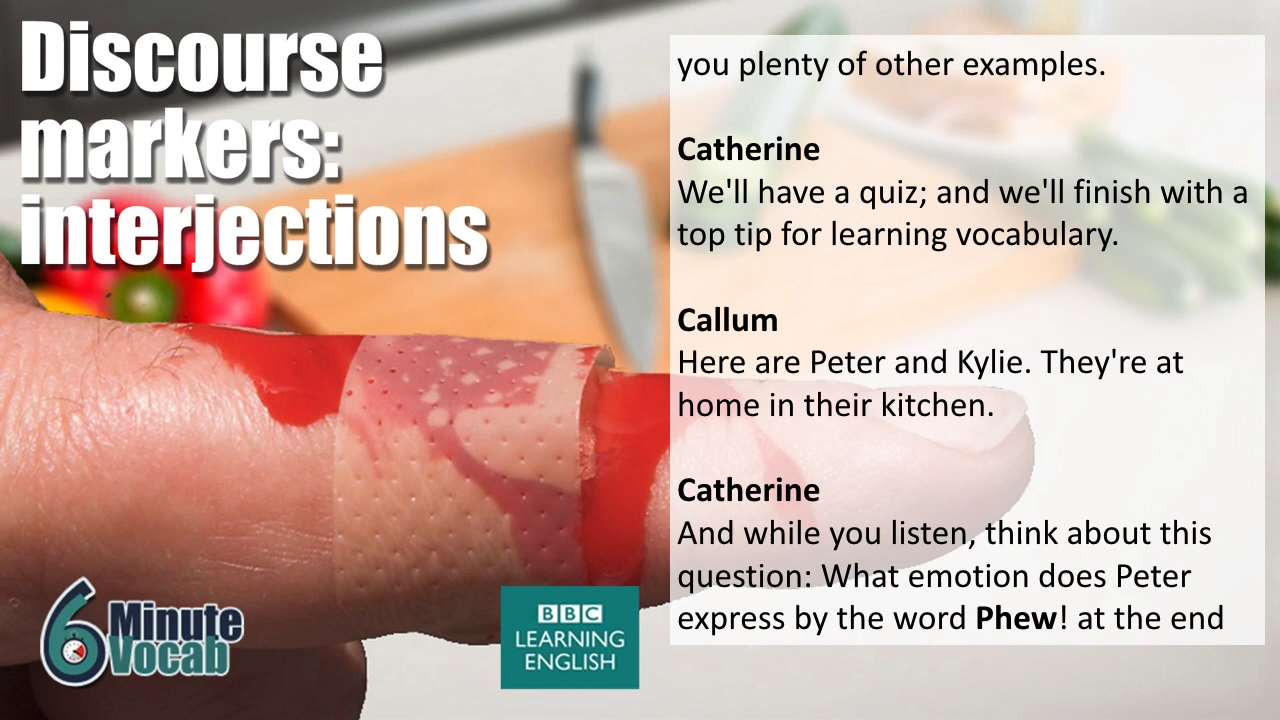 Discourse
markers:
interjections
you plenty of other examples.
Catherine
We'll have a quiz; and we'll finish with a
top tip for learning vocabulary.
Callum
Here are Peter and Kylie. They're at
home in their kitchen.
Catherine
And while you listen, think about this
question: What emotion does Peter
express by the word Phew! at the end
6 Minute
Vocab
BBC
LEARNING
ENGLISH